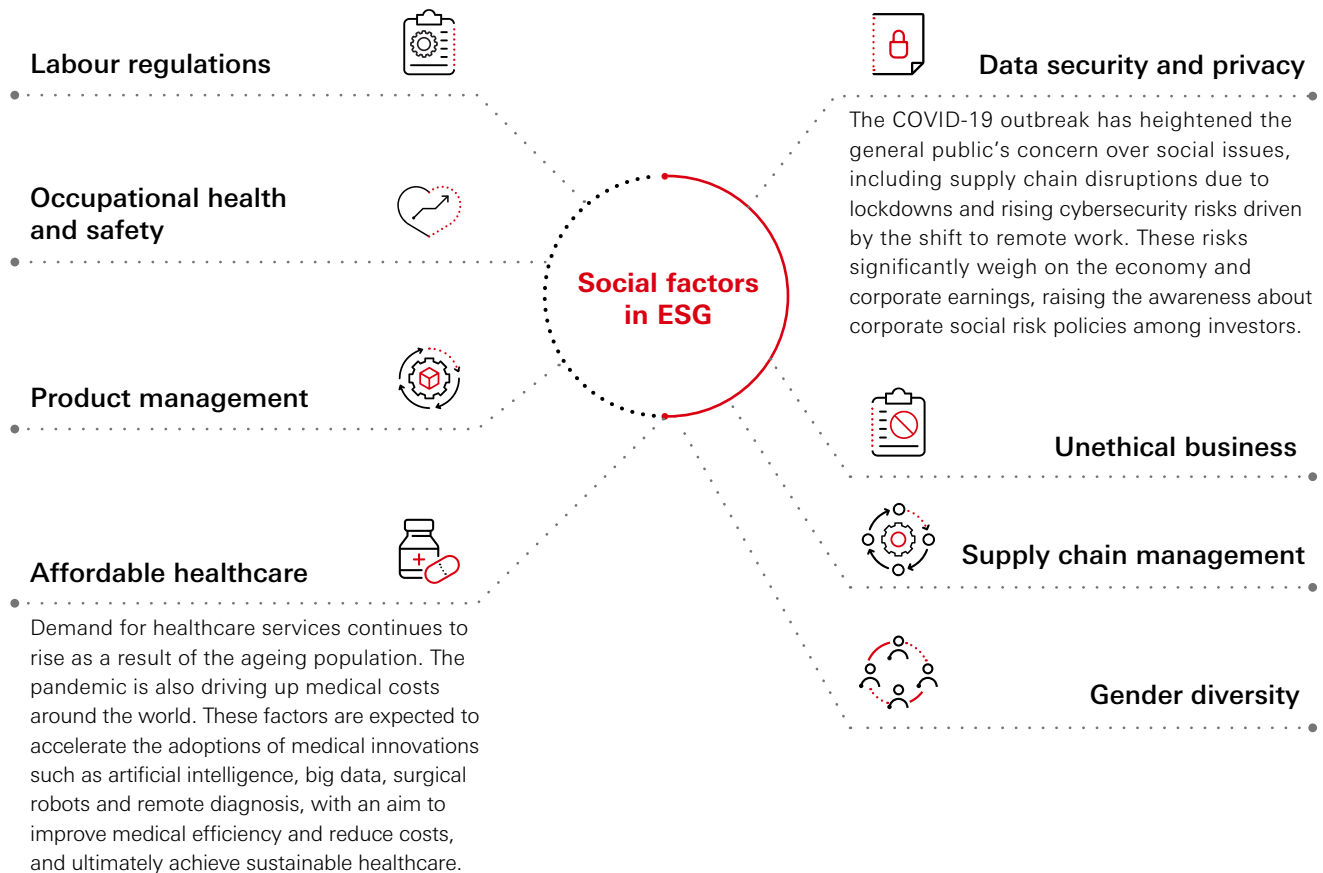 Labour regulations
Occupational health
and safety
Product management
Affordable healthcare
Demand for healthcare services continues to
rise as a result of the ageing population. The
pandemic is also driving up medical costs
around the world. These factors are expected to
accelerate the adoptions of medical innovations
such as artificial intelligence, big data, surgical
robots and remote diagnosis, with an aim to
improve medical efficiency and reduce costs,
and ultimately achieve sustainable healthcare.
Social factors
in ESG
Data security and privacy
The COVID-19 outbreak has heightened the
general public's concern over social issues,
including supply chain disruptions due to
lockdowns and rising cybersecurity risks driven
by the shift to remote work. These risks
significantly weigh on the economy and
corporate earnings, raising the awareness about
corporate social risk policies among investors.
Unethical business
Supply chain management
Gender diversity